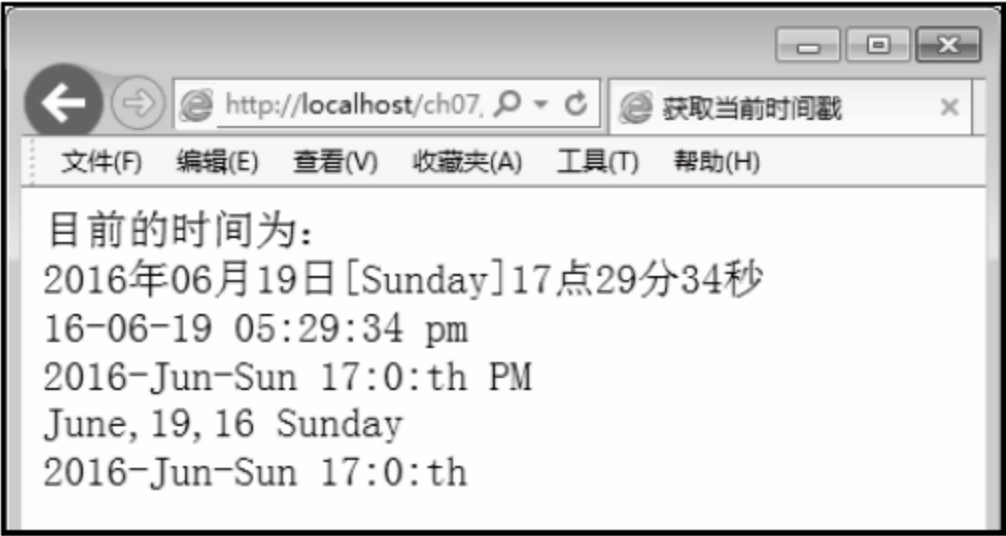 http://localhost/ch07, 获取当前时间戳
文件(F) 编辑(E) 查看(V) 收藏夹(A) 工具(T) 帮助(H)
目前的时间为：
2016年06月19日[Sunday]17点29分34秒
16-06-19 05:29:34 pm
2016-Jun-Sun 17:0:th PM
June,19,16 Sunday
2016-Jun-Sun 17:0:th